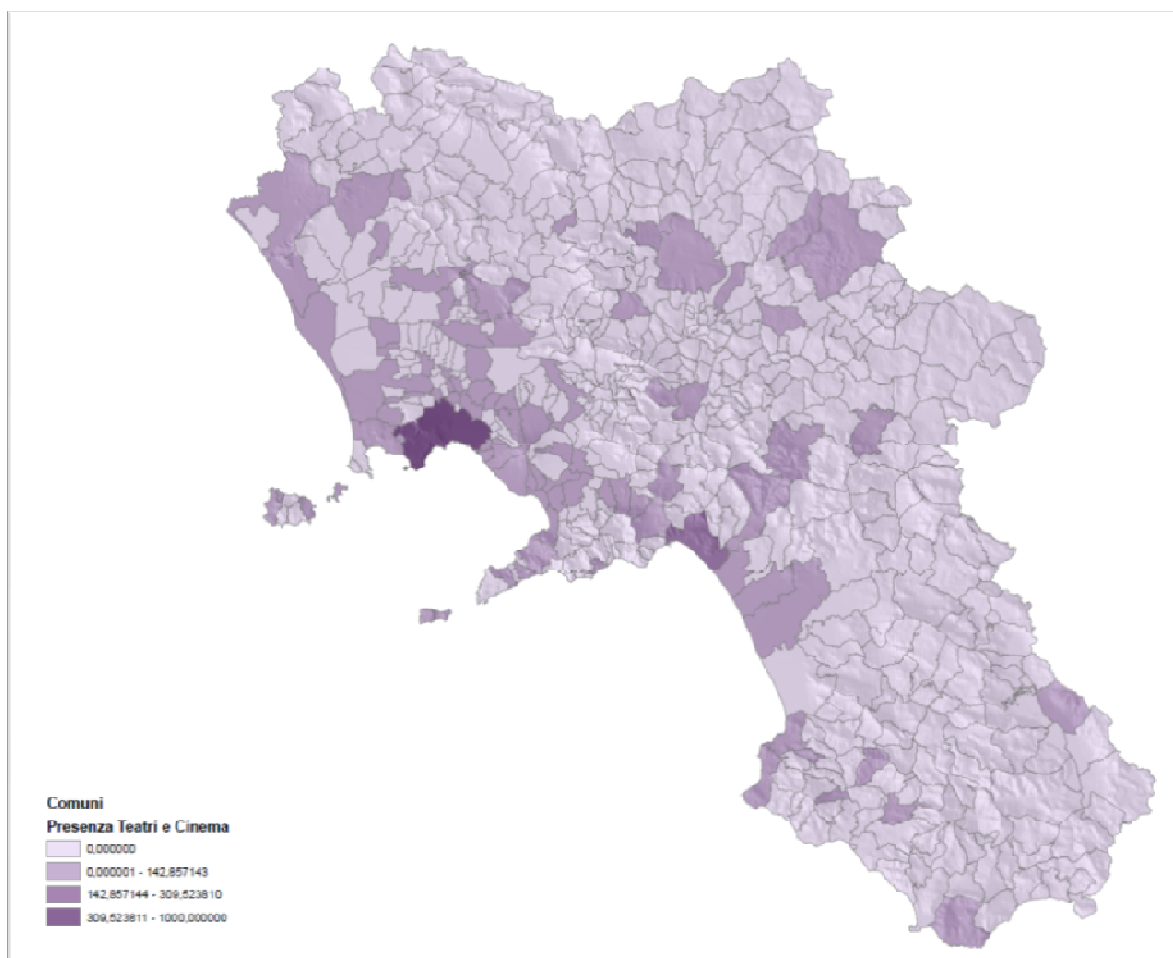 Comuni
Presenza Teatri e Cinema
0,000000
0,000001 - 142,857143
142,857144 - 309,523810
309,523811 - 1000,000000